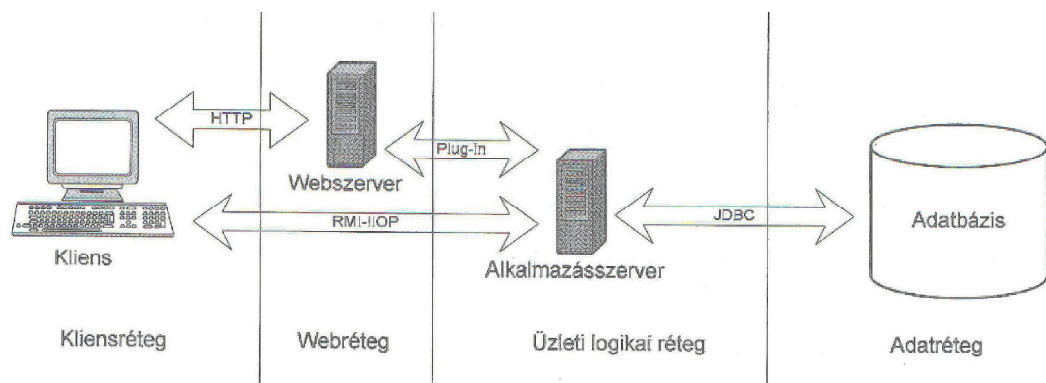 HTTP
Plug-In
Webszerver
RMI-IIOP
JDBC
Adatbázis
Kliens
Alkalmazásszerver
Kliensréteg
Webréteg
Üzleti logikai réteg
Adatréteg